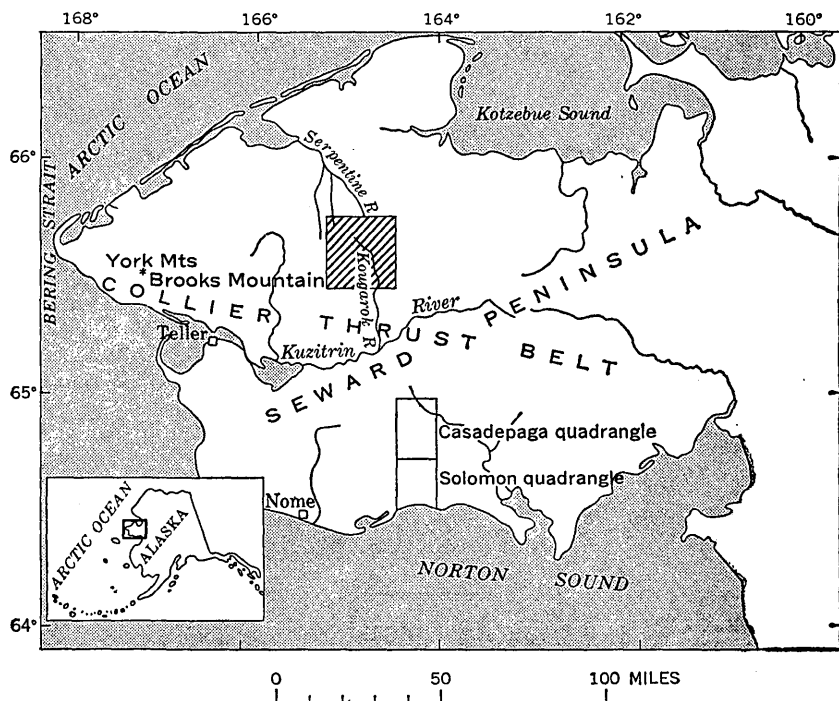 168° 166° 164° 162° 160°
ARCTIC OCEAN
Kotzebue Sound
66°
Serpentine R
BERING STRAIT
York Mts
*Brooks Mountain
Kougarok R
COLLIER THRUST BELT
SEWARD PENINSULA
Teller
Kuzitrin River
65°
Casadepaga quadrangle
Solomon quadrangle
Nome
ARCTIC OCEAN
ALASKA
NORTON SOUND
64°
0 50 100 MILES